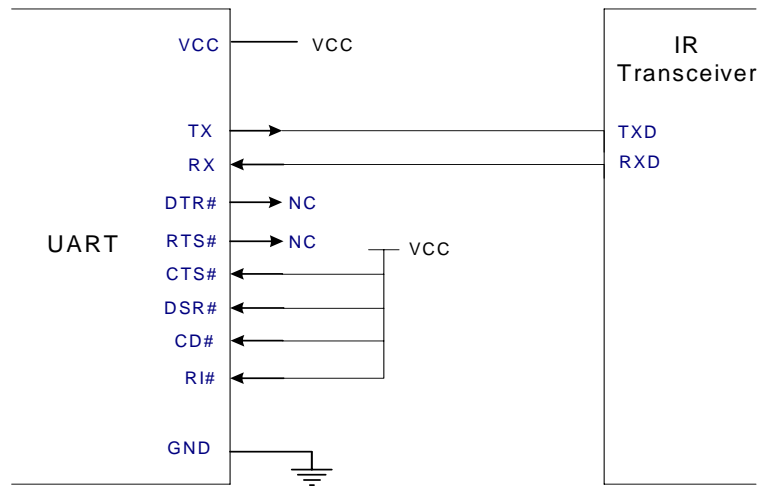 VCC VCC
IR
Transceiver
TX TXD
RX RXD
DTR# NC
UART
RTS# NC
VCC
CTS#
DSR#
CD#
RI#
GND